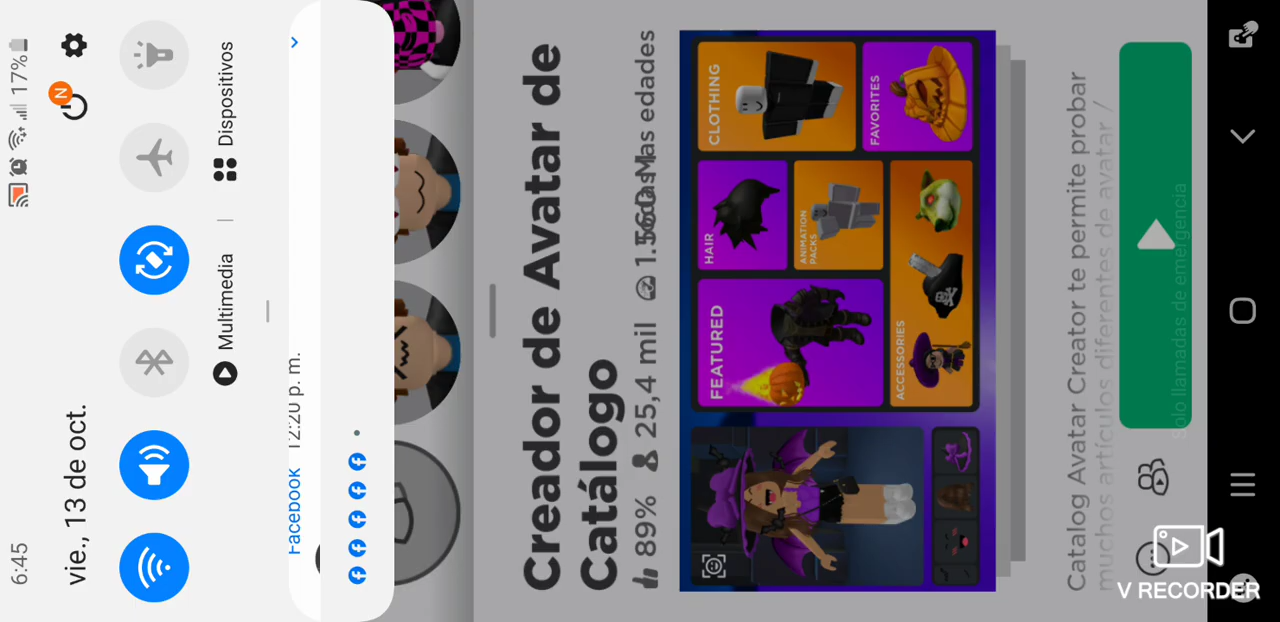 6:45
17%
vie., 13 de oct.
N
Multimedia
Dispositivos
Facebook 12:20 p. m.
Creador de Avatar de
Catálogo
89% 25,4 mil
edades
FEATURED
HAIR
CLOTHING
ANIMATION
PACKS
FAVORITES
ACCESSORIES
Catalog Avatar Creator te permite probar
muchos artículos diferentes de avatar /
Solo llamadas de emergencia
V RECORDER